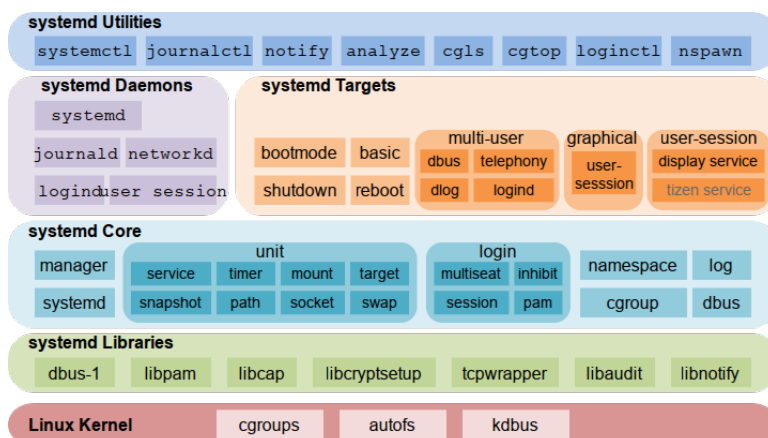 systemd Utilities
systemctl journalctl notify analyze cgls cgtop loginctl nspawn
systemd Daemons
systemd
journald networkd
logind user session
systemd Targets
bootmode basic
shutdown reboot
multi-user
dbus telephony
dlog logind
graphical
user-
sesssion
user-session
display service
tizen service
systemd Core
manager
systemd
unit
service timer mount target
snapshot path socket swap
login
multiseat inhibit
session pam
namespace log
cgroup dbus
systemd Libraries
dbus-1 libpam libcap libcryptsetup tcpwrapper libaudit libnotify
Linux Kernel cgroups autofs kdbus